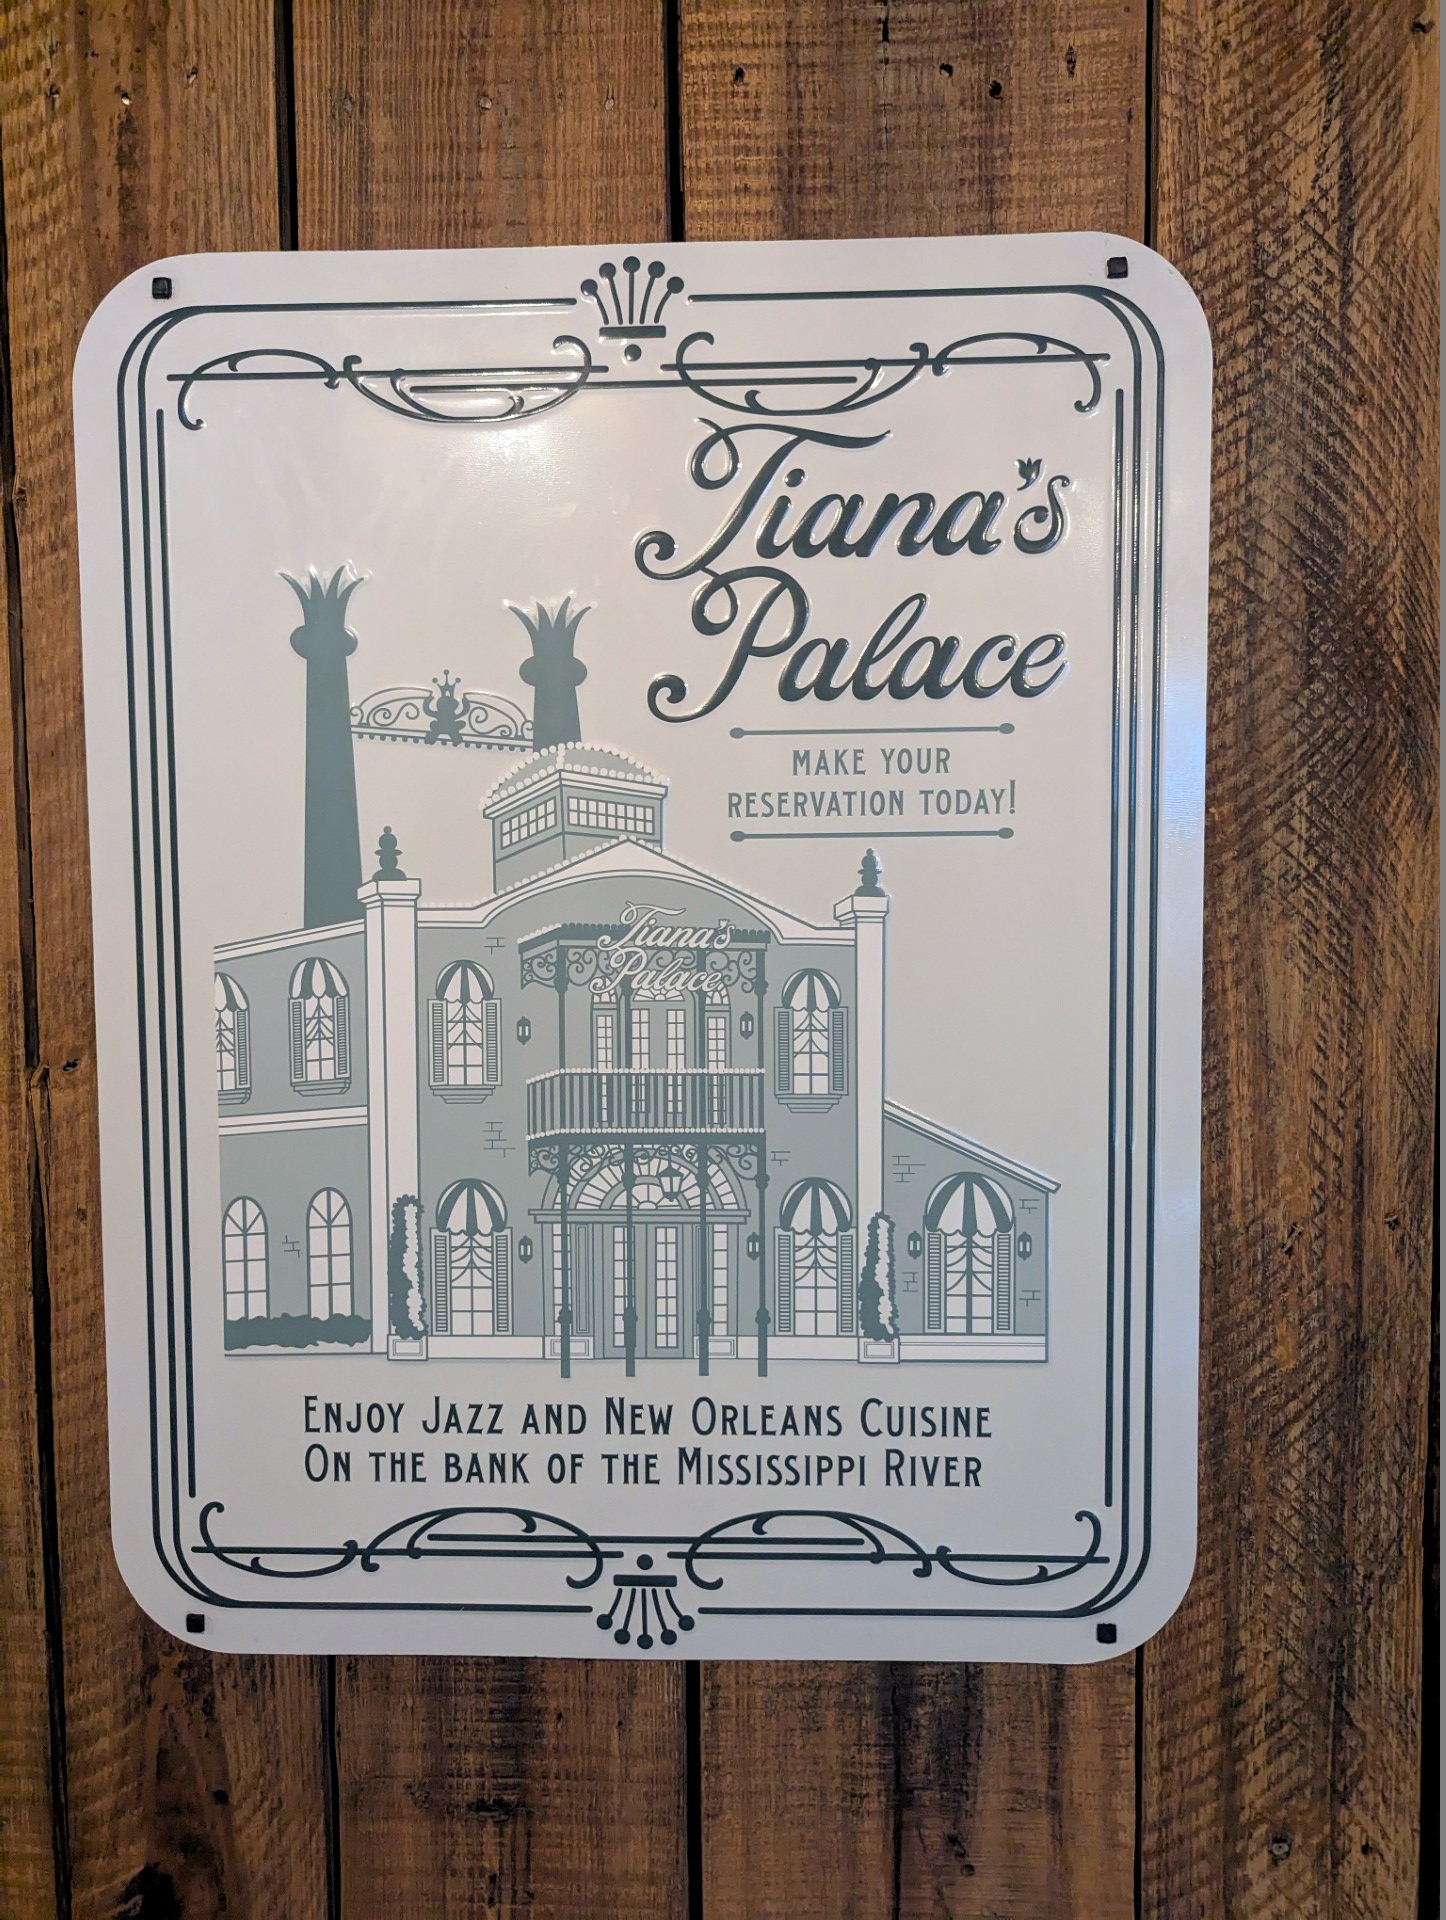 Tiana's
Palace
MAKE YOUR
RESERVATION TODAY!
Tiana's
Palace
ENJOY JAZZ AND NEW ORLEANS CUISINE
ON THE BANK OF THE MISSISSIPPI RIVER